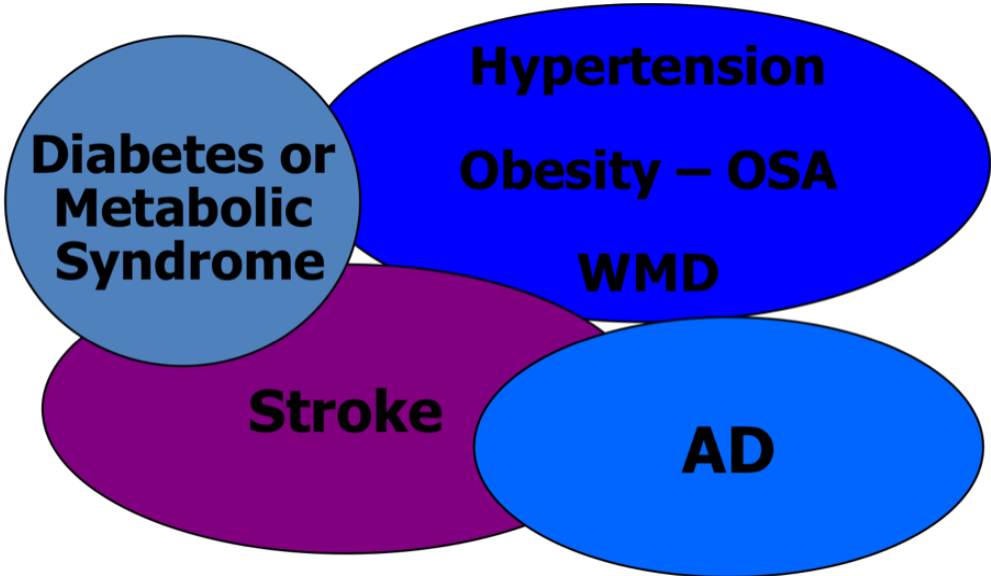 Hypertension
Diabetes or
Metabolic
Syndrome
Obesity – OSA
WMD
Stroke
AD